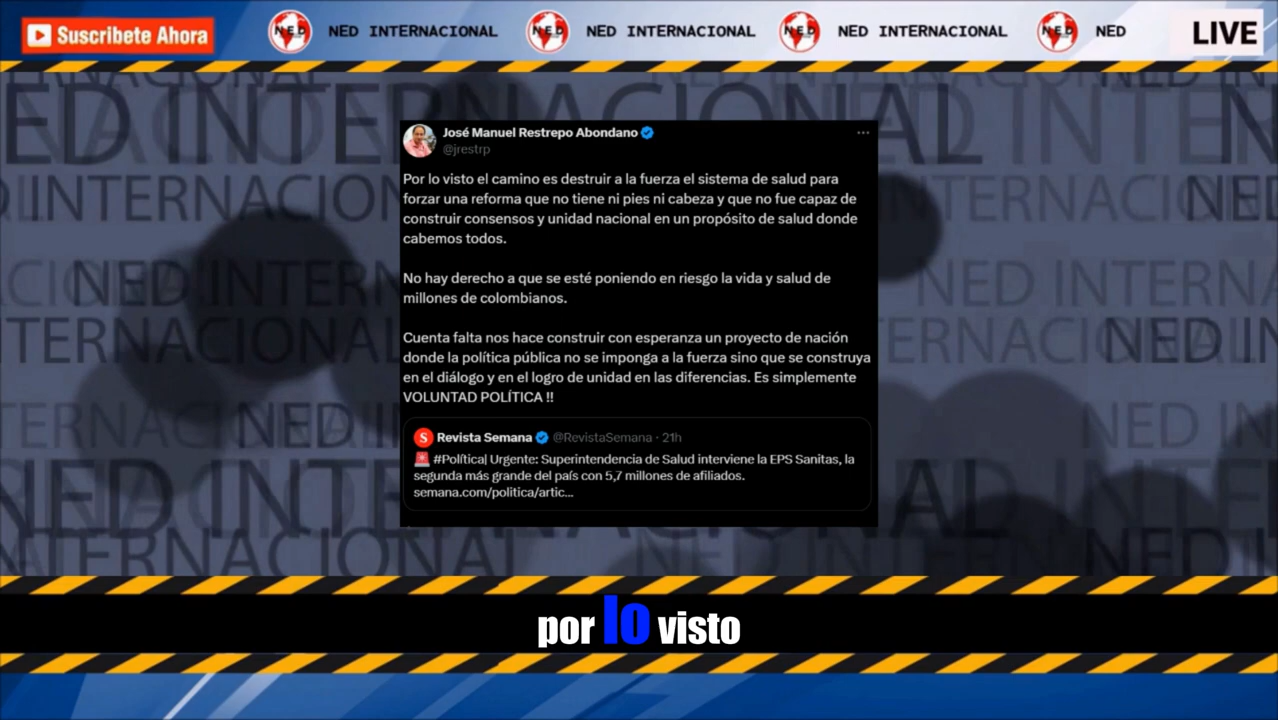 Suscribete Ahora
NED NED INTERNACIONAL NED NED INTERNACIONAL NED NED INTERNACIONAL NED NED
LIVE
NED INTERNACIONAL
José Manuel Restrepo Abondano
@jrestrp
Por lo visto el camino es destruir a la fuerza el sistema de salud para
forzar una reforma que no tiene ni pies ni cabeza y que no fue capaz de
construir consensos y unidad nacional en un propósito de salud donde
cabemos todos.
No hay derecho a que se esté poniendo en riesgo la vida y salud de
millones de colombianos.
Cuenta falta nos hace construir con esperanza un proyecto de nación
donde la política pública no se imponga a la fuerza sino que se construya
en el diálogo y en el logro de unidad en las diferencias. Es simplemente
VOLUNTAD POLÍTICA !!
S Revista Semana @RevistaSemana · 21h
🚨 #Política| Urgente: Superintendencia de Salud interviene la EPS Sanitas, la
segunda más grande del país con 5,7 millones de afiliados.
semana.com/politica/artic...
por lo visto